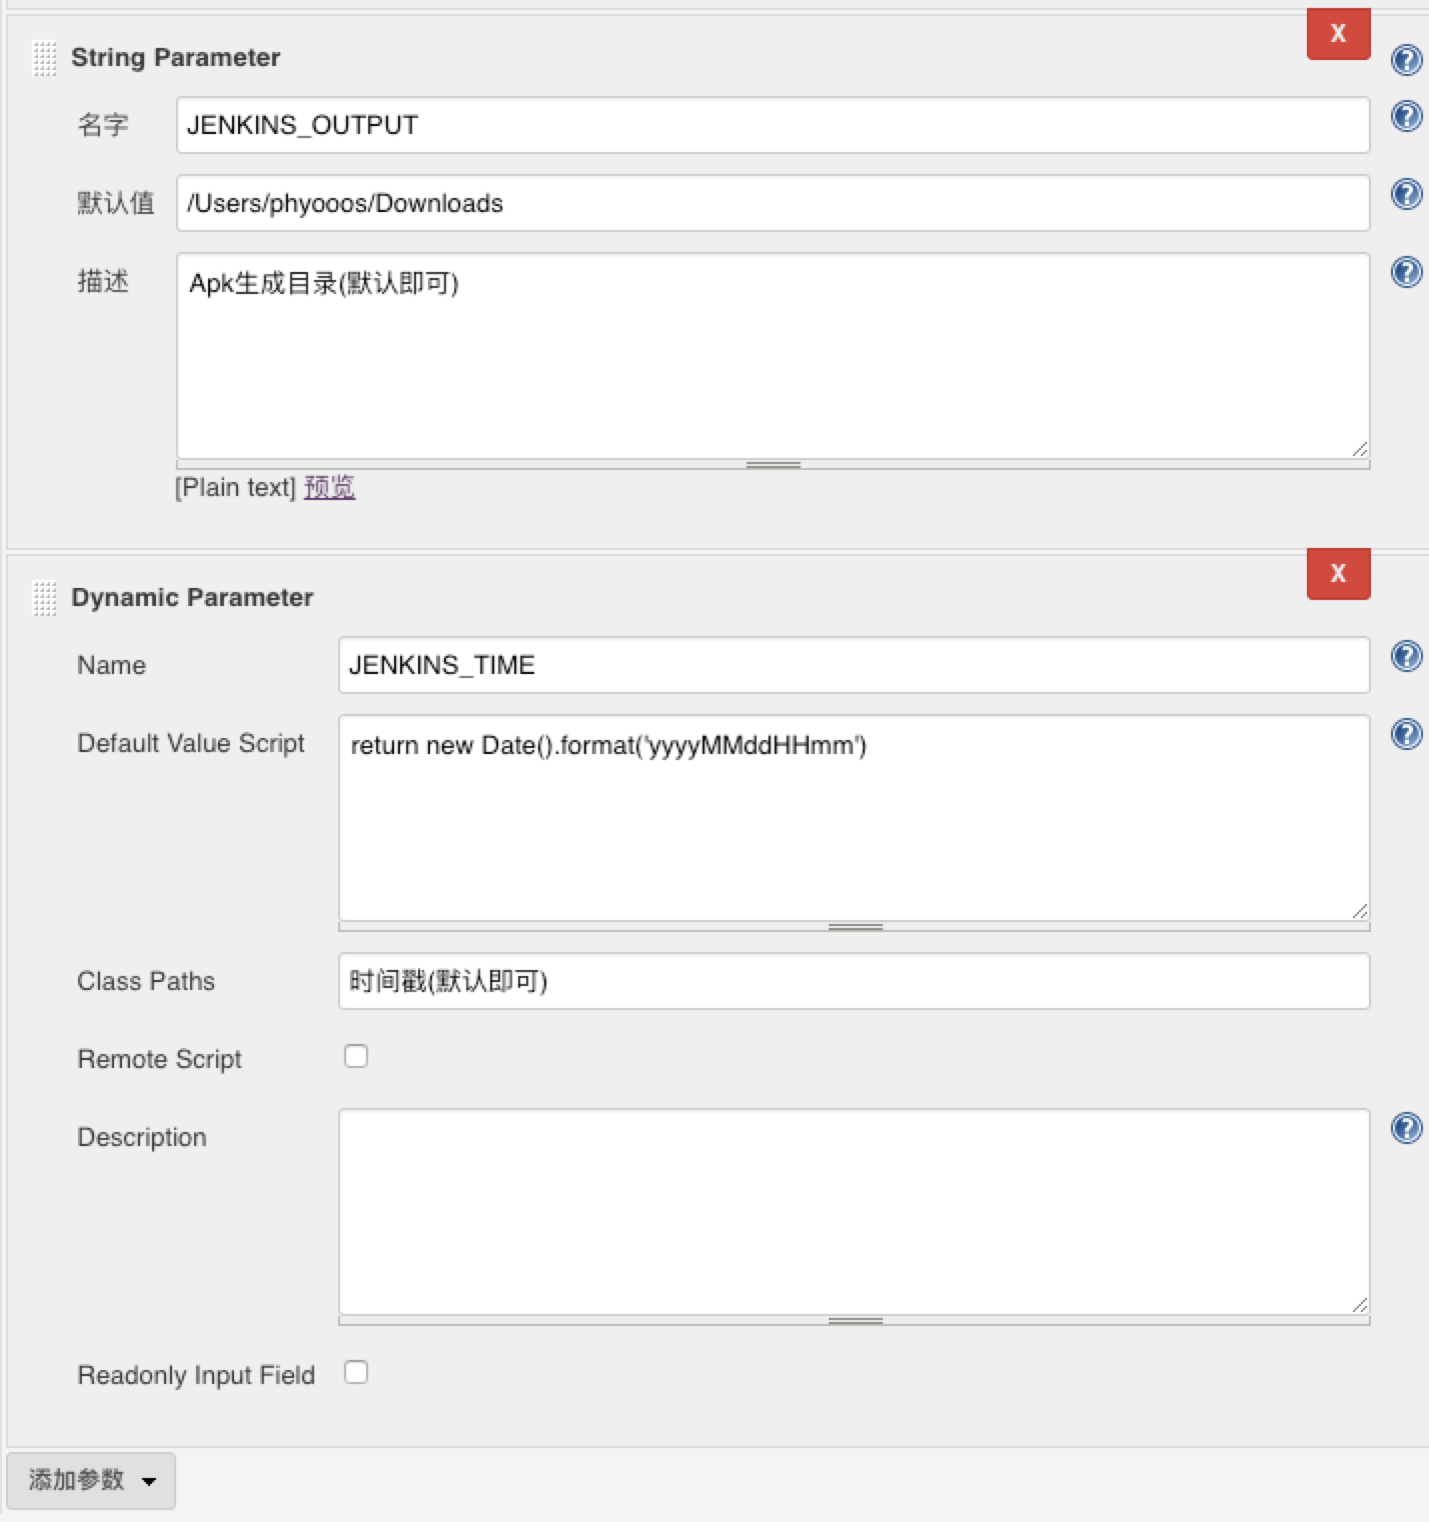 String Parameter
X
名字
JENKINS_OUTPUT
默认值
/Users/phyooos/Downloads
描述
Apk生成目录(默认即可)
[Plain text] 预览
Dynamic Parameter
X
Name
JENKINS_TIME
Default Value Script
return new Date().format('yyyyMMddHHmm')
Class Paths
时间戳(默认即可)
Remote Script
Description
Readonly Input Field
添加参数